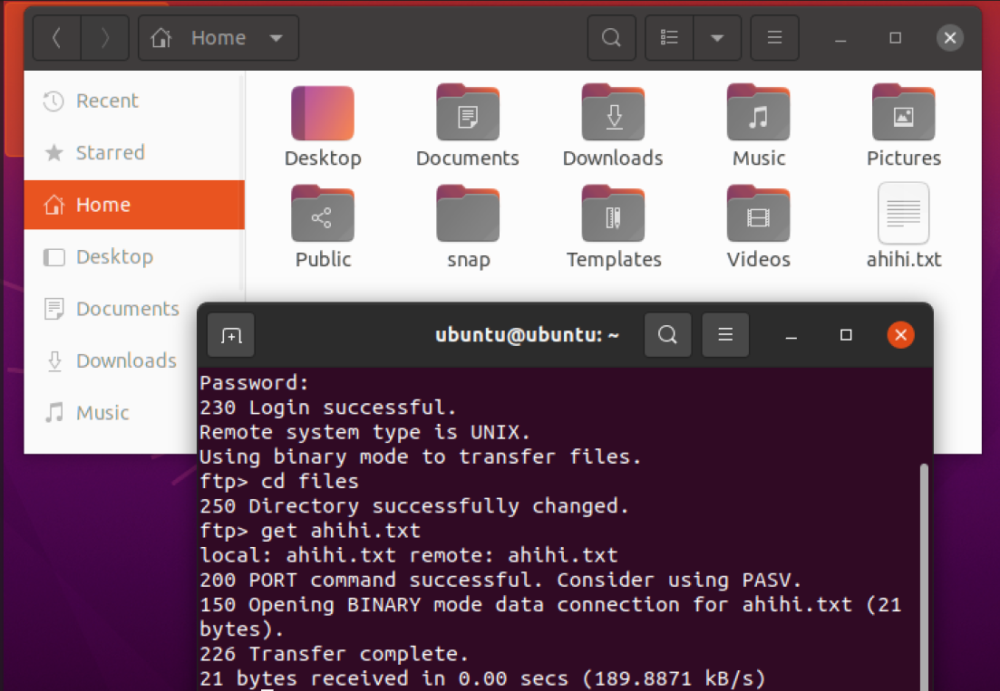 Home
Recent
Starred
Home
Desktop
Documents
Downloads
Music
Desktop
Documents
Downloads
Music
Pictures
Public
snap
Templates
Videos
ahihi.txt
ubuntu@ubuntu: ~
Password:
230 Login successful.
Remote system type is UNIX.
Using binary mode to transfer files.
ftp> cd files
250 Directory successfully changed.
ftp> get ahihi.txt
local: ahihi.txt remote: ahihi.txt
200 PORT command successful. Consider using PASV.
150 Opening BINARY mode data connection for ahihi.txt (21
bytes).
226 Transfer complete.
21 bytes received in 0.00 secs (189.8871 kB/s)